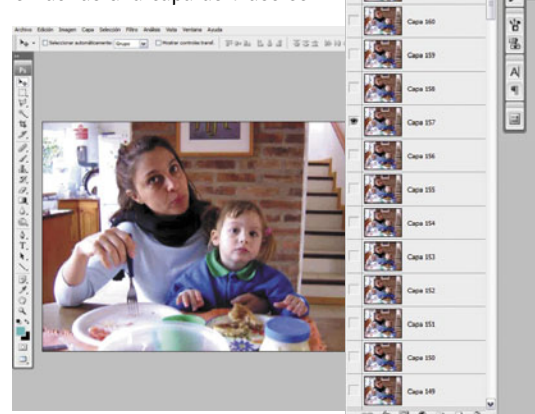 Capa 160
Archivo Edición Imagen Capa Selección Filtro Análisis Vista Ventana Ayuda
Capa 159
Seleccionar automáticamente: Grupo Mostrar controles transf.
Ps
Capa 158
Capa 157
Capa 156
Capa 155
Capa 154
Capa 153
Capa 152
Capa 151
Capa 150
Capa 149